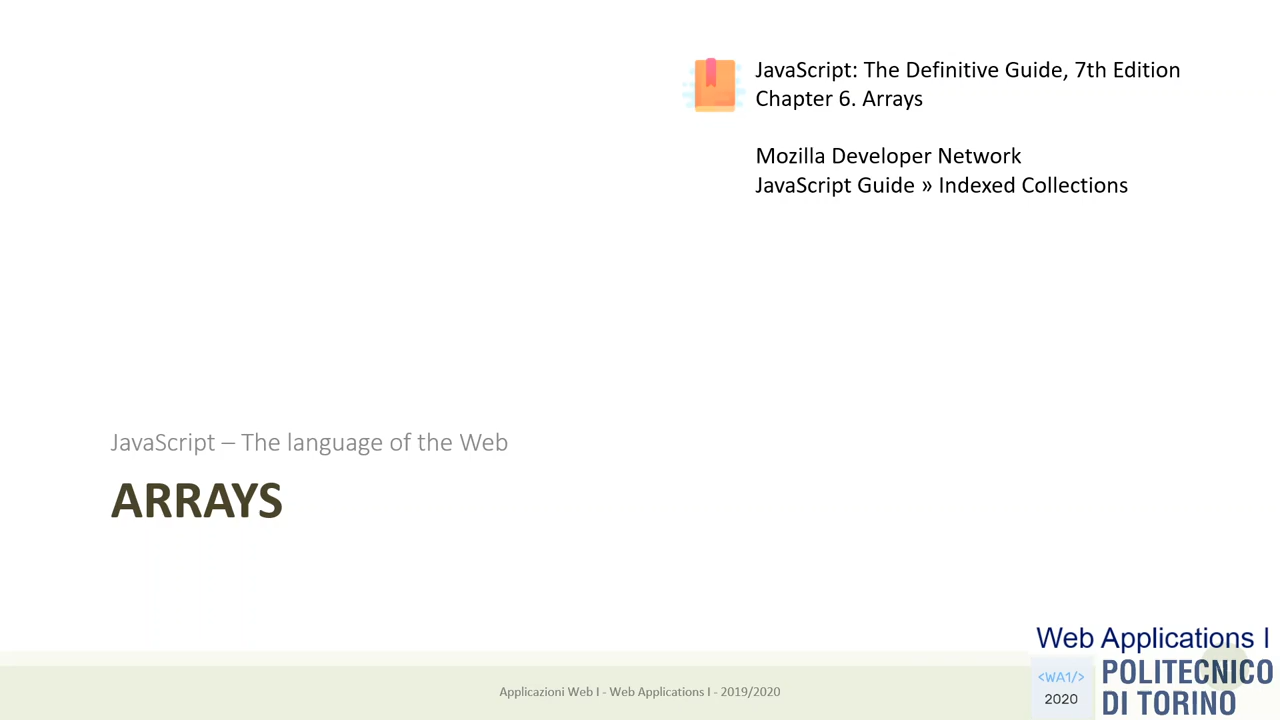 JavaScript: The Definitive Guide, 7th Edition
Chapter 6. Arrays
Mozilla Developer Network
JavaScript Guide » Indexed Collections
JavaScript – The language of the Web
ARRAYS
Applicazioni Web I - Web Applications I - 2019/2020
Web Applications I
<WA1/>
2020
POLITECNICO
DI TORINO